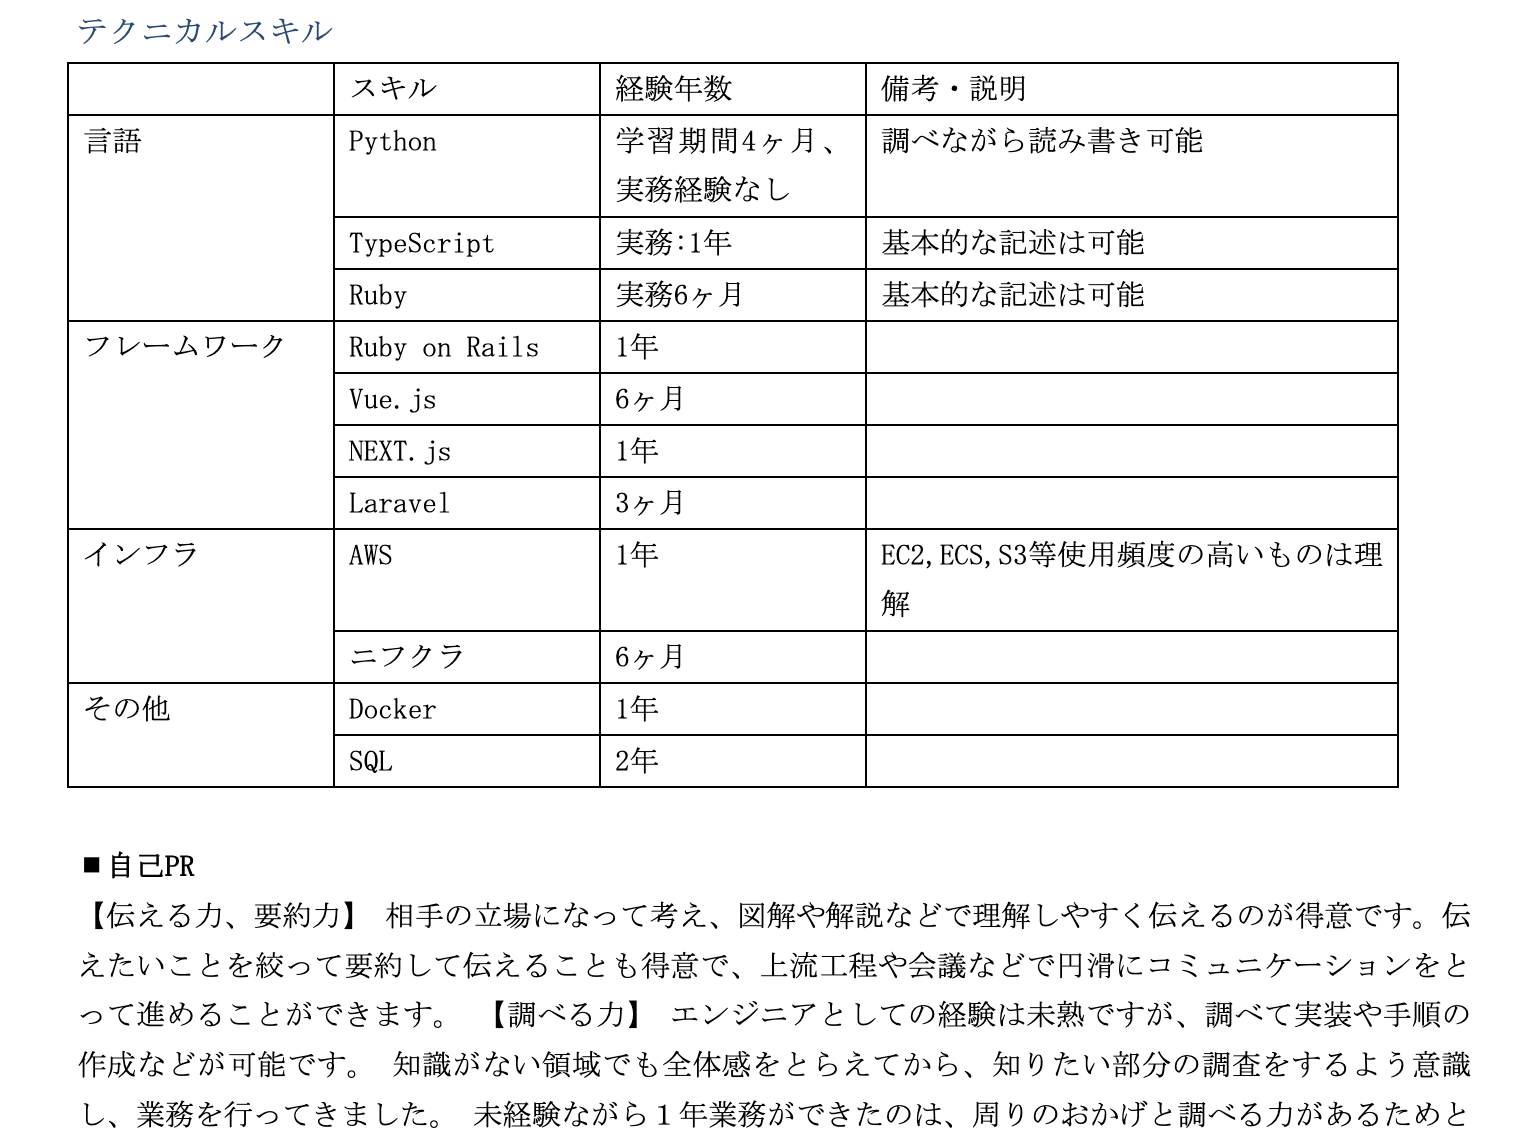 テクニカルスキル
スキル 経験年数 備考・説明
言語 Python 学習期間4ヶ月、 調べながら読み書き可能
実務経験なし
TypeScript 実務:1年 基本的な記述は可能
Ruby 実務6ヶ月 基本的な記述は可能
フレームワーク Ruby on Rails 1年
Vue.js 6ヶ月
NEXT.js 1年
Laravel 3ヶ月
インフラ AWS 1年 EC2,ECS,S3等使用頻度の高いものは理
解
ニフクラ 6ヶ月
その他 Docker 1年
SQL 2年
■自己PR
【伝える力、要約力】 相手の立場になって考え、図解や解説などで理解しやすく伝えるのが得意です。伝
えたいことを絞って要約して伝えることも得意で、上流工程や会議などで円滑にコミュニケーションをと
って進めることができます。 【調べる力】 エンジニアとしての経験は未熟ですが、調べて実装や手順の
作成などが可能です。 知識がない領域でも全体感をとらえてから、知りたい部分の調査をするよう意識
し、業務を行ってきました。 未経験ながら１年業務ができたのは、周りのおかげと調べる力があるためと